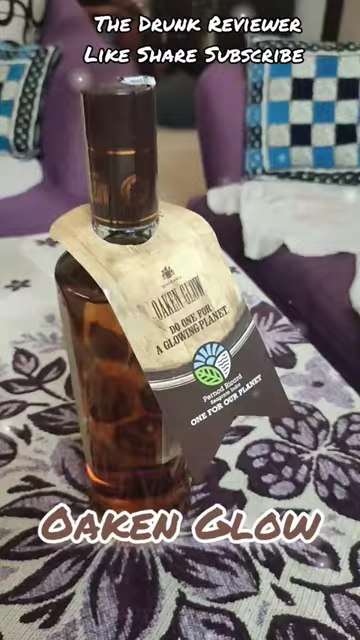 The Drunk Reviewer
Like Share Subscribe
OAKEN GLOW
DO ONE FOR
A GLOWING PLANET
Pernod Ricard
ONE FOR OUR PLANET
Oaken Glow